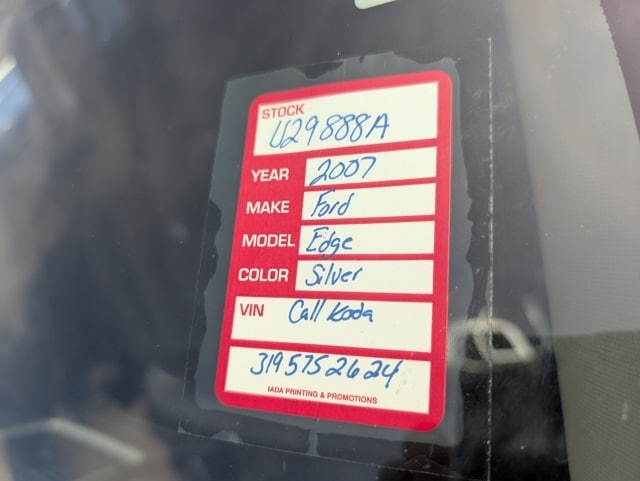 STOCK
U29888A
YEAR 2007
MAKE Ford
MODEL Edge
COLOR Silver
VIN Call Koda
3195752624
IADA PRINTING & PROMOTIONS